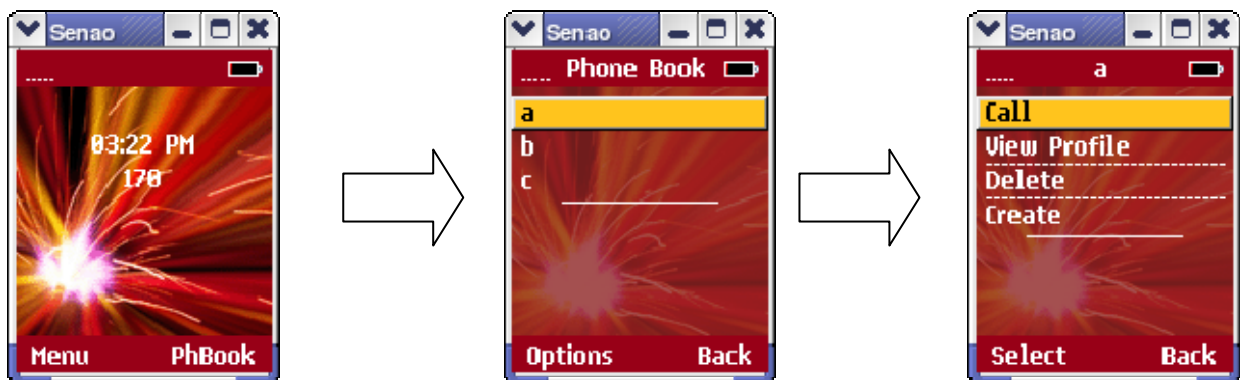 Senao
.....
03:22 PM
170
Menu PhBook
Senao
..... Phone Book
a
b
c
Options Back
Senao
..... a
Call
View Profile
Delete
Create
Select Back